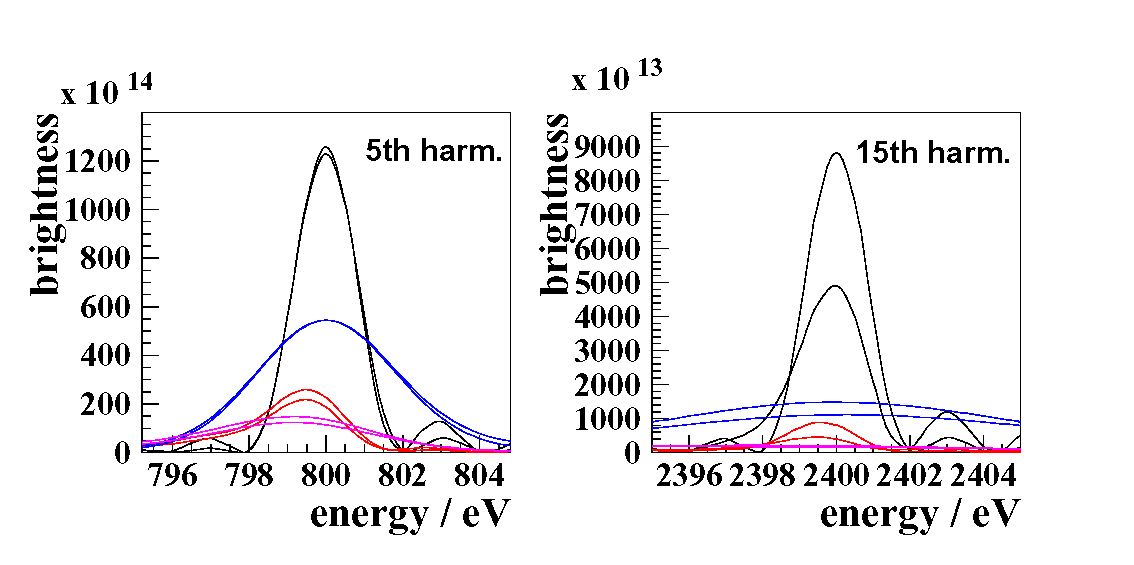 x 10 14
brightness
1200
1000
800
600
400
200
0
5th harm.
796 798 800 802 804
energy / eV
x 10 13
brightness
9000
8000
7000
6000
5000
4000
3000
2000
1000
0
15th harm.
2396 2398 2400 2402 2404
energy / eV